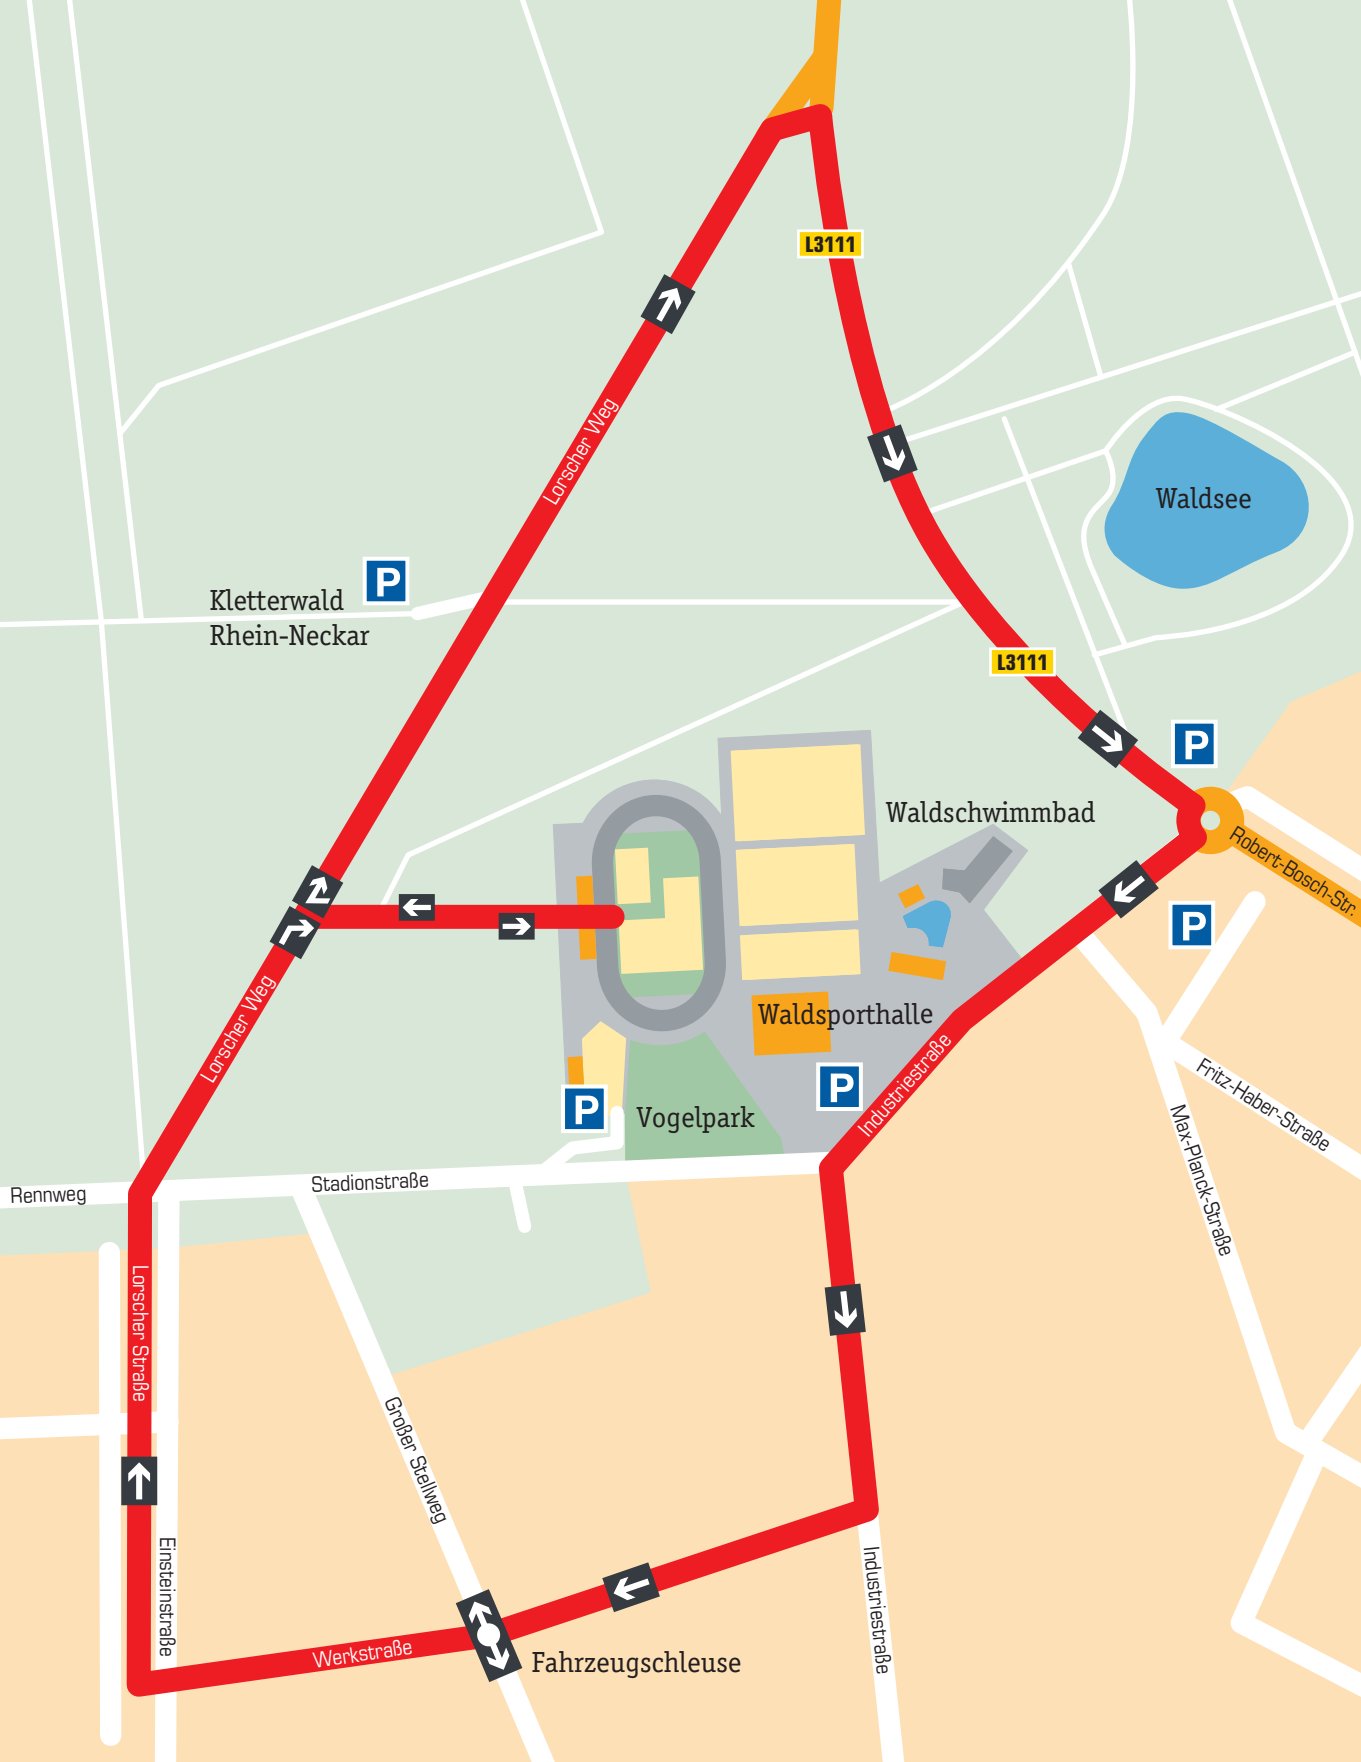 L3111
Lorscher Weg
Waldsee
P
Kletterwald
Rhein-Neckar
L3111
P
Waldschwimmbad
Robert-Bosch-Str.
P
Lorscher Weg
Waldsporthalle
Industriestraße
P
P
Vogelpark
Fritz-Haber-Straße
Max-Planck-Straße
Rennweg
Stadionstraße
Lorscher Straße
Großer Stellweg
Einsteinstraße
Industriestraße
Werkstraße
Fahrzeugschleuse